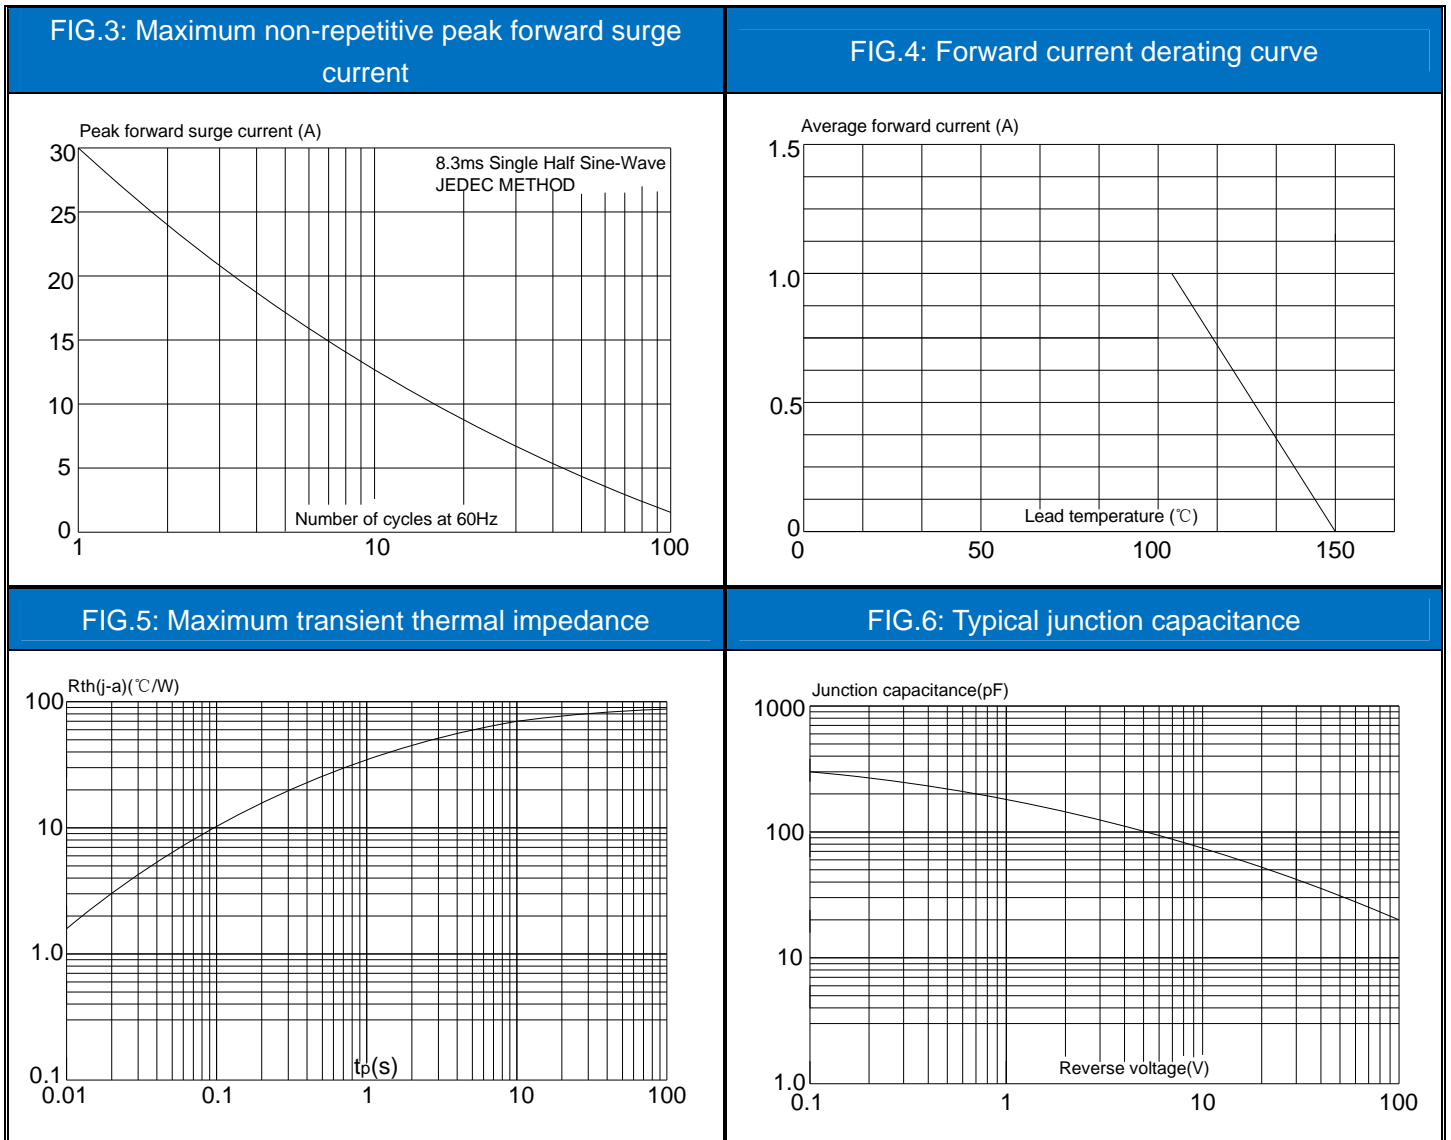 FIG.3: Maximum non-repetitive peak forward surge
current
FIG.4: Forward current derating curve
Peak forward surge current (A)
30
25
20
15
10
5
0
8.3ms Single Half Sine-Wave
JEDEC METHOD
Number of cycles at 60Hz
1
10
100
Average forward current (A)
1.5
1.0
0.5
0
Lead temperature (℃)
0
50
100
150
FIG.5: Maximum transient thermal impedance
FIG.6: Typical junction capacitance
Rth(j-a)(℃/W)
100
10
1.0
0.1
tp(s)
0.01
0.1
1
10
100
Junction capacitance(pF)
1000
100
10
1.0
Reverse voltage(V)
0.1
1
10
100